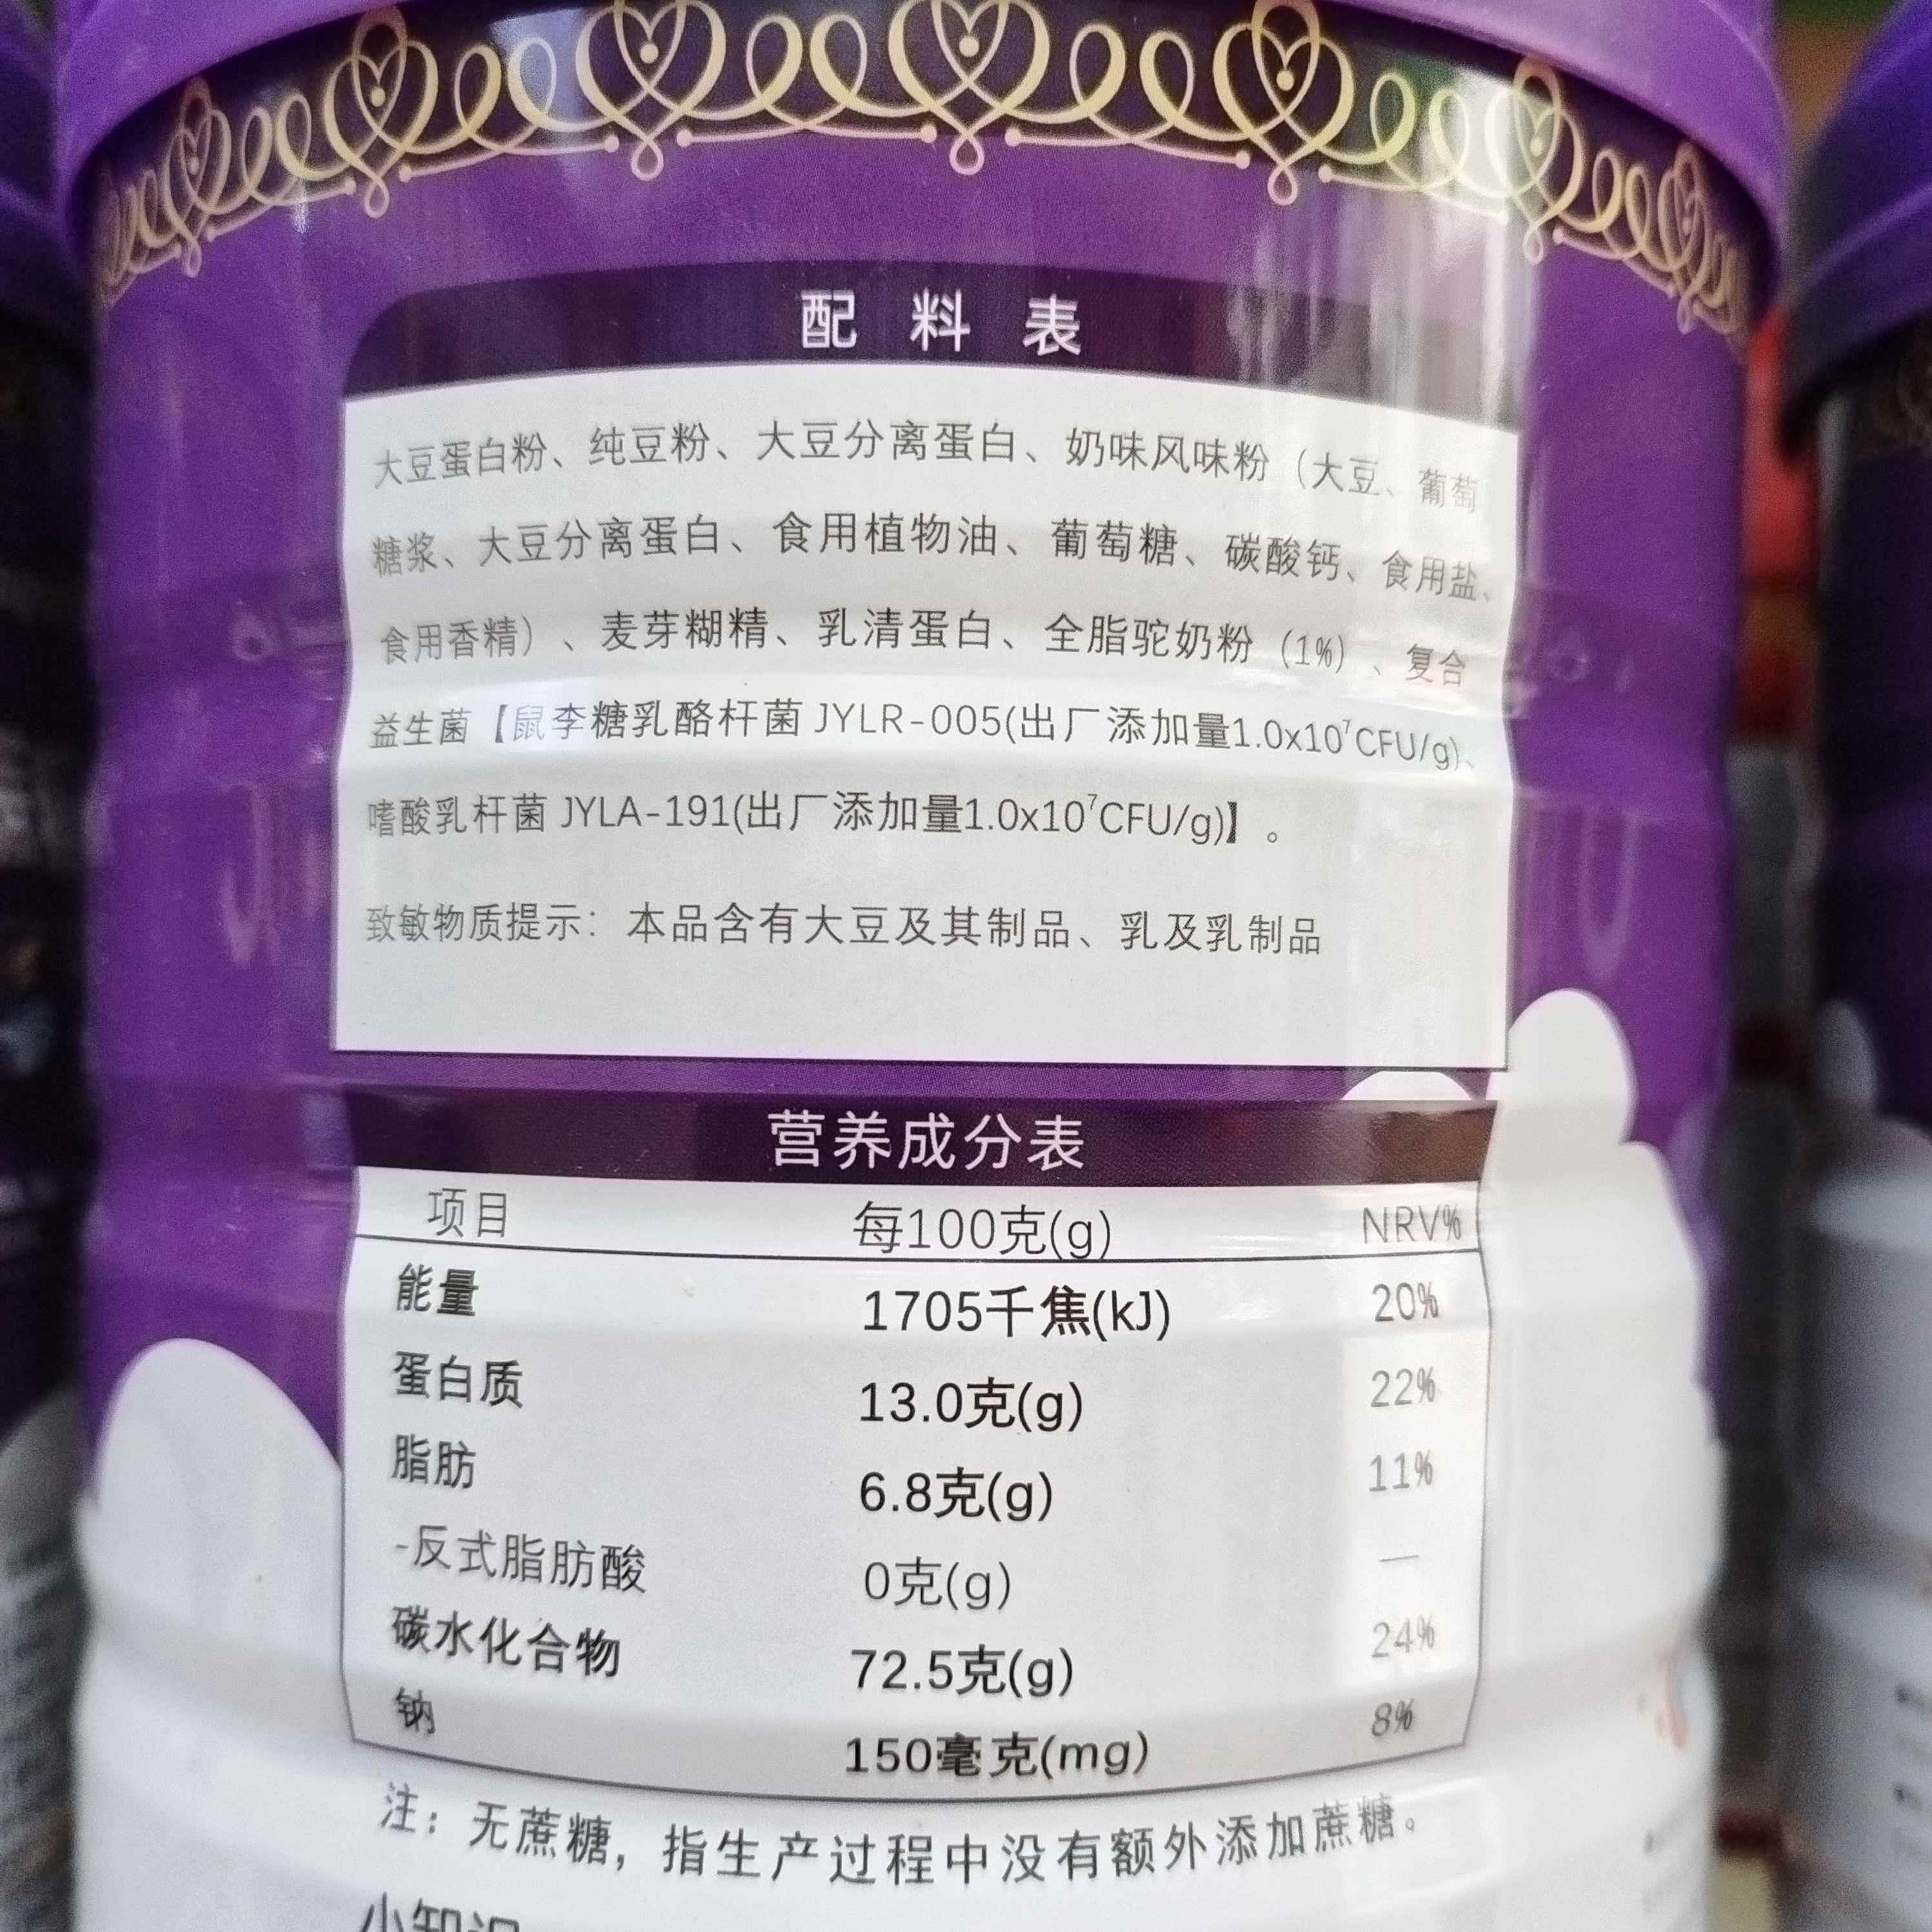 配料表
大豆蛋白粉、纯豆粉、大豆分离蛋白、奶味风味粉（大豆、葡萄
糖浆、大豆分离蛋白、食用植物油、葡萄糖、碳酸钙、食用盐、
食用香精）、麦芽糊精、乳清蛋白、全脂驼奶粉（1%）、复合
益生菌【鼠李糖乳酪杆菌 JYLR-005(出厂添加量1.0x10⁷CFU/g)、
嗜酸乳杆菌 JYLA-191(出厂添加量1.0x10⁷CFU/g)】。
致敏物质提示：本品含有大豆及其制品、乳及乳制品
营养成分表
项目 每100克(g) NRV%
能量 1705千焦(kJ) 20%
蛋白质 13.0克(g) 22%
脂肪 6.8克(g) 11%
-反式脂肪酸 0克(g) —
碳水化合物 72.5克(g) 24%
钠 150毫克(mg) 8%
注：无蔗糖，指生产过程中没有额外添加蔗糖。
小知识